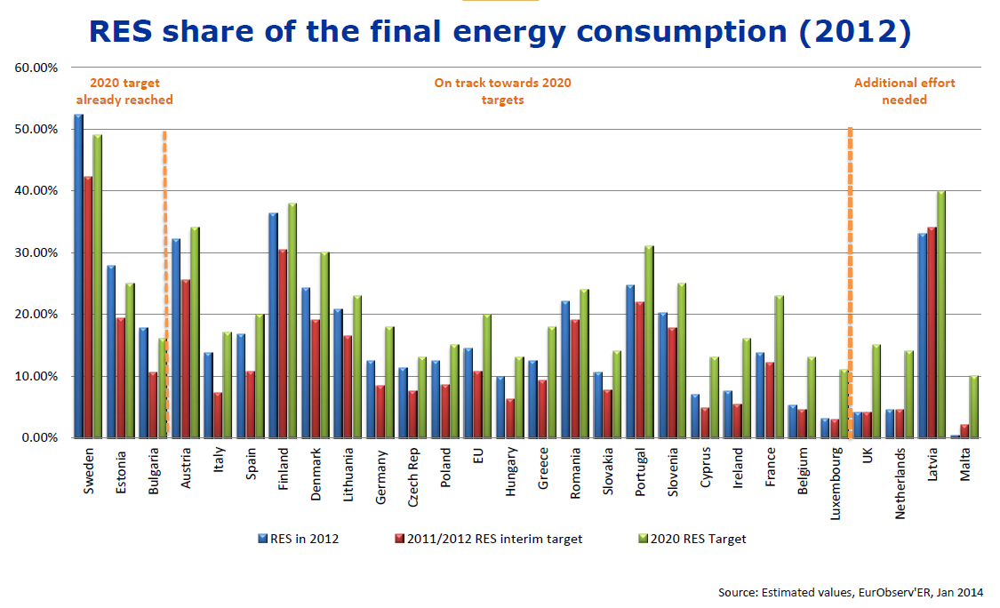 RES share of the final energy consumption (2012)
60.00%
50.00%
40.00%
30.00%
20.00%
10.00%
0.00%
2020 target
already reached
On track towards 2020
targets
Additional effort
needed
Sweden
Estonia
Bulgaria
Austria
Italy
Spain
Finland
Denmark
Lithuania
Germany
Czech Rep
Poland
EU
Hungary
Greece
Romania
Slovakia
Portugal
Slovenia
Cyprus
Ireland
France
Belgium
Luxembourg
UK
Netherlands
Latvia
Malta
RES in 2012
2011/2012 RES interim target
2020 RES Target
Source: Estimated values, EurObserv'ER, Jan 2014